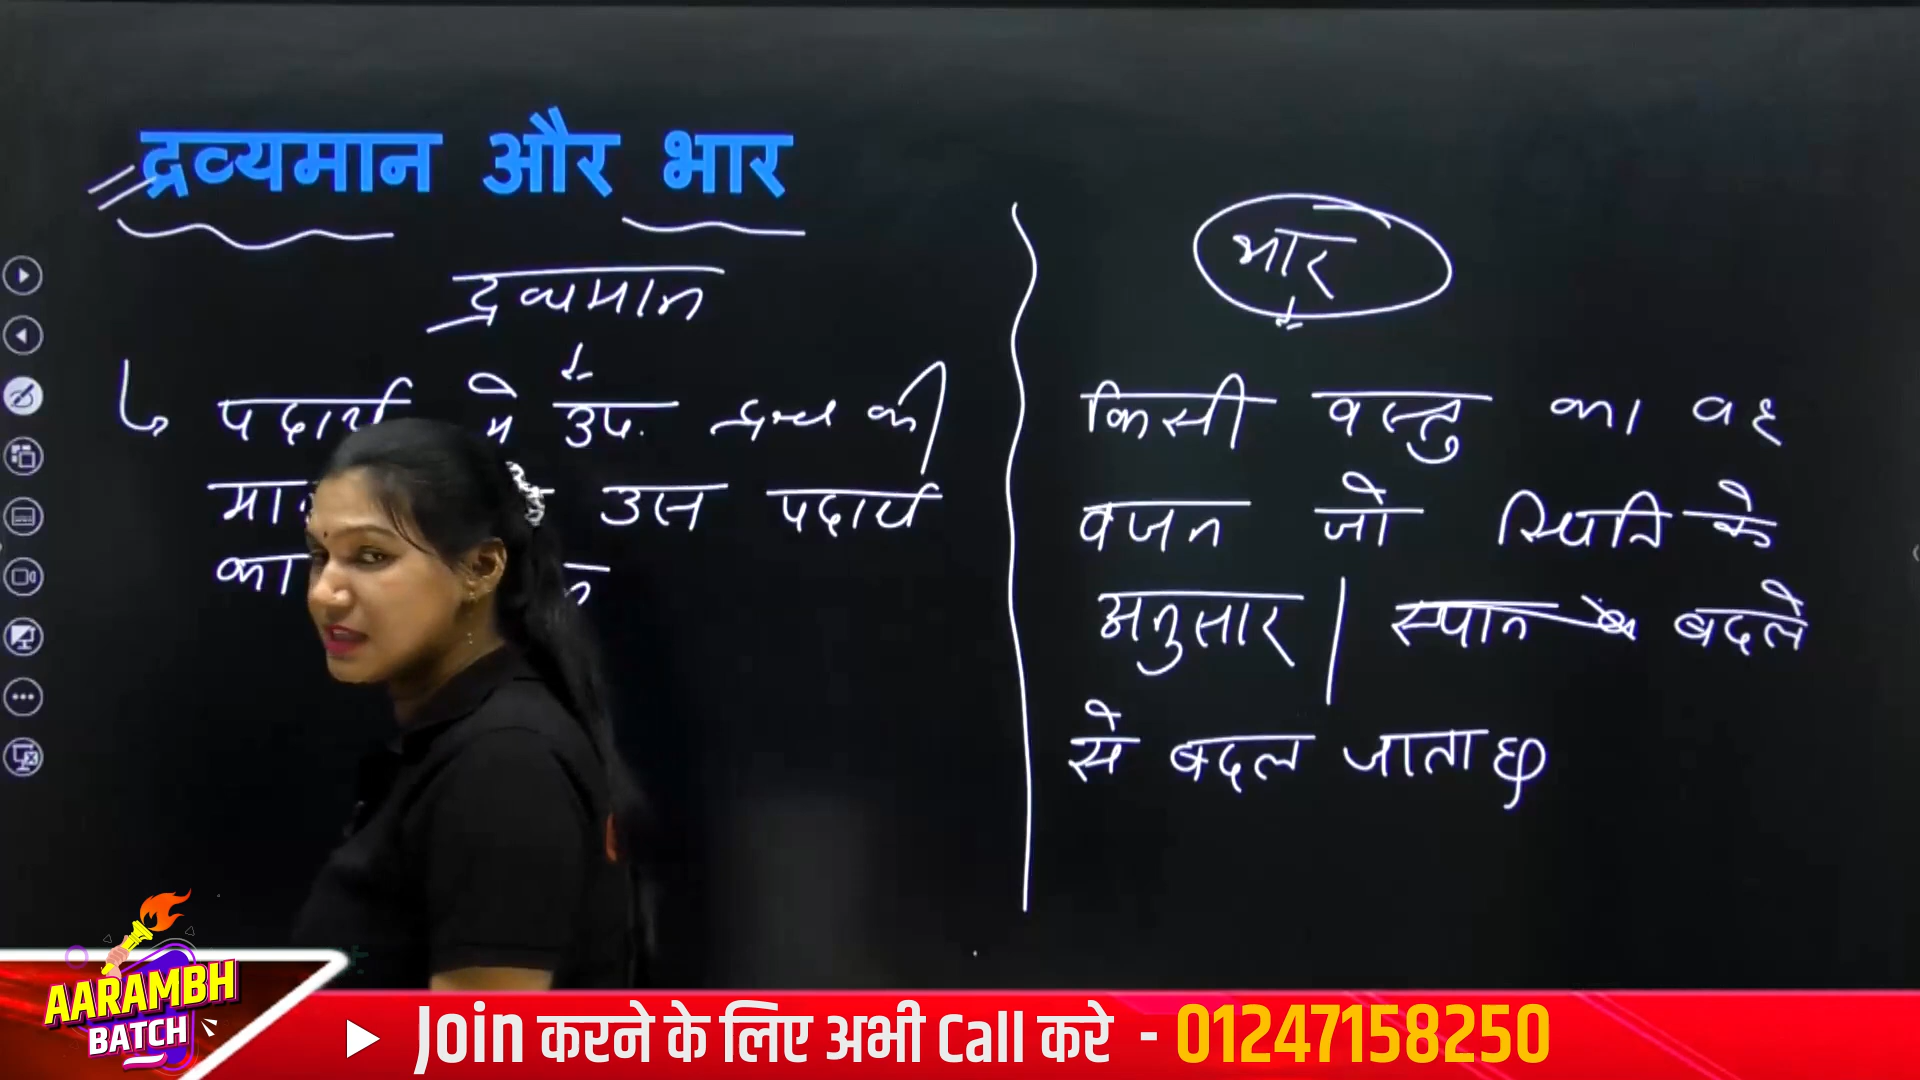 द्रव्यमान और भार
द्रव्यमान
पदार्थ मे उप. द्रव्य की
उस पदार्थ
का
भार
किसी वस्तु का वह
वजन जो स्थिति के
अनुसार | स्थान के बदले
से बदल जाता
AARAMBH
BATCH
Join करने के लिए अभी Call करे - 01247158250